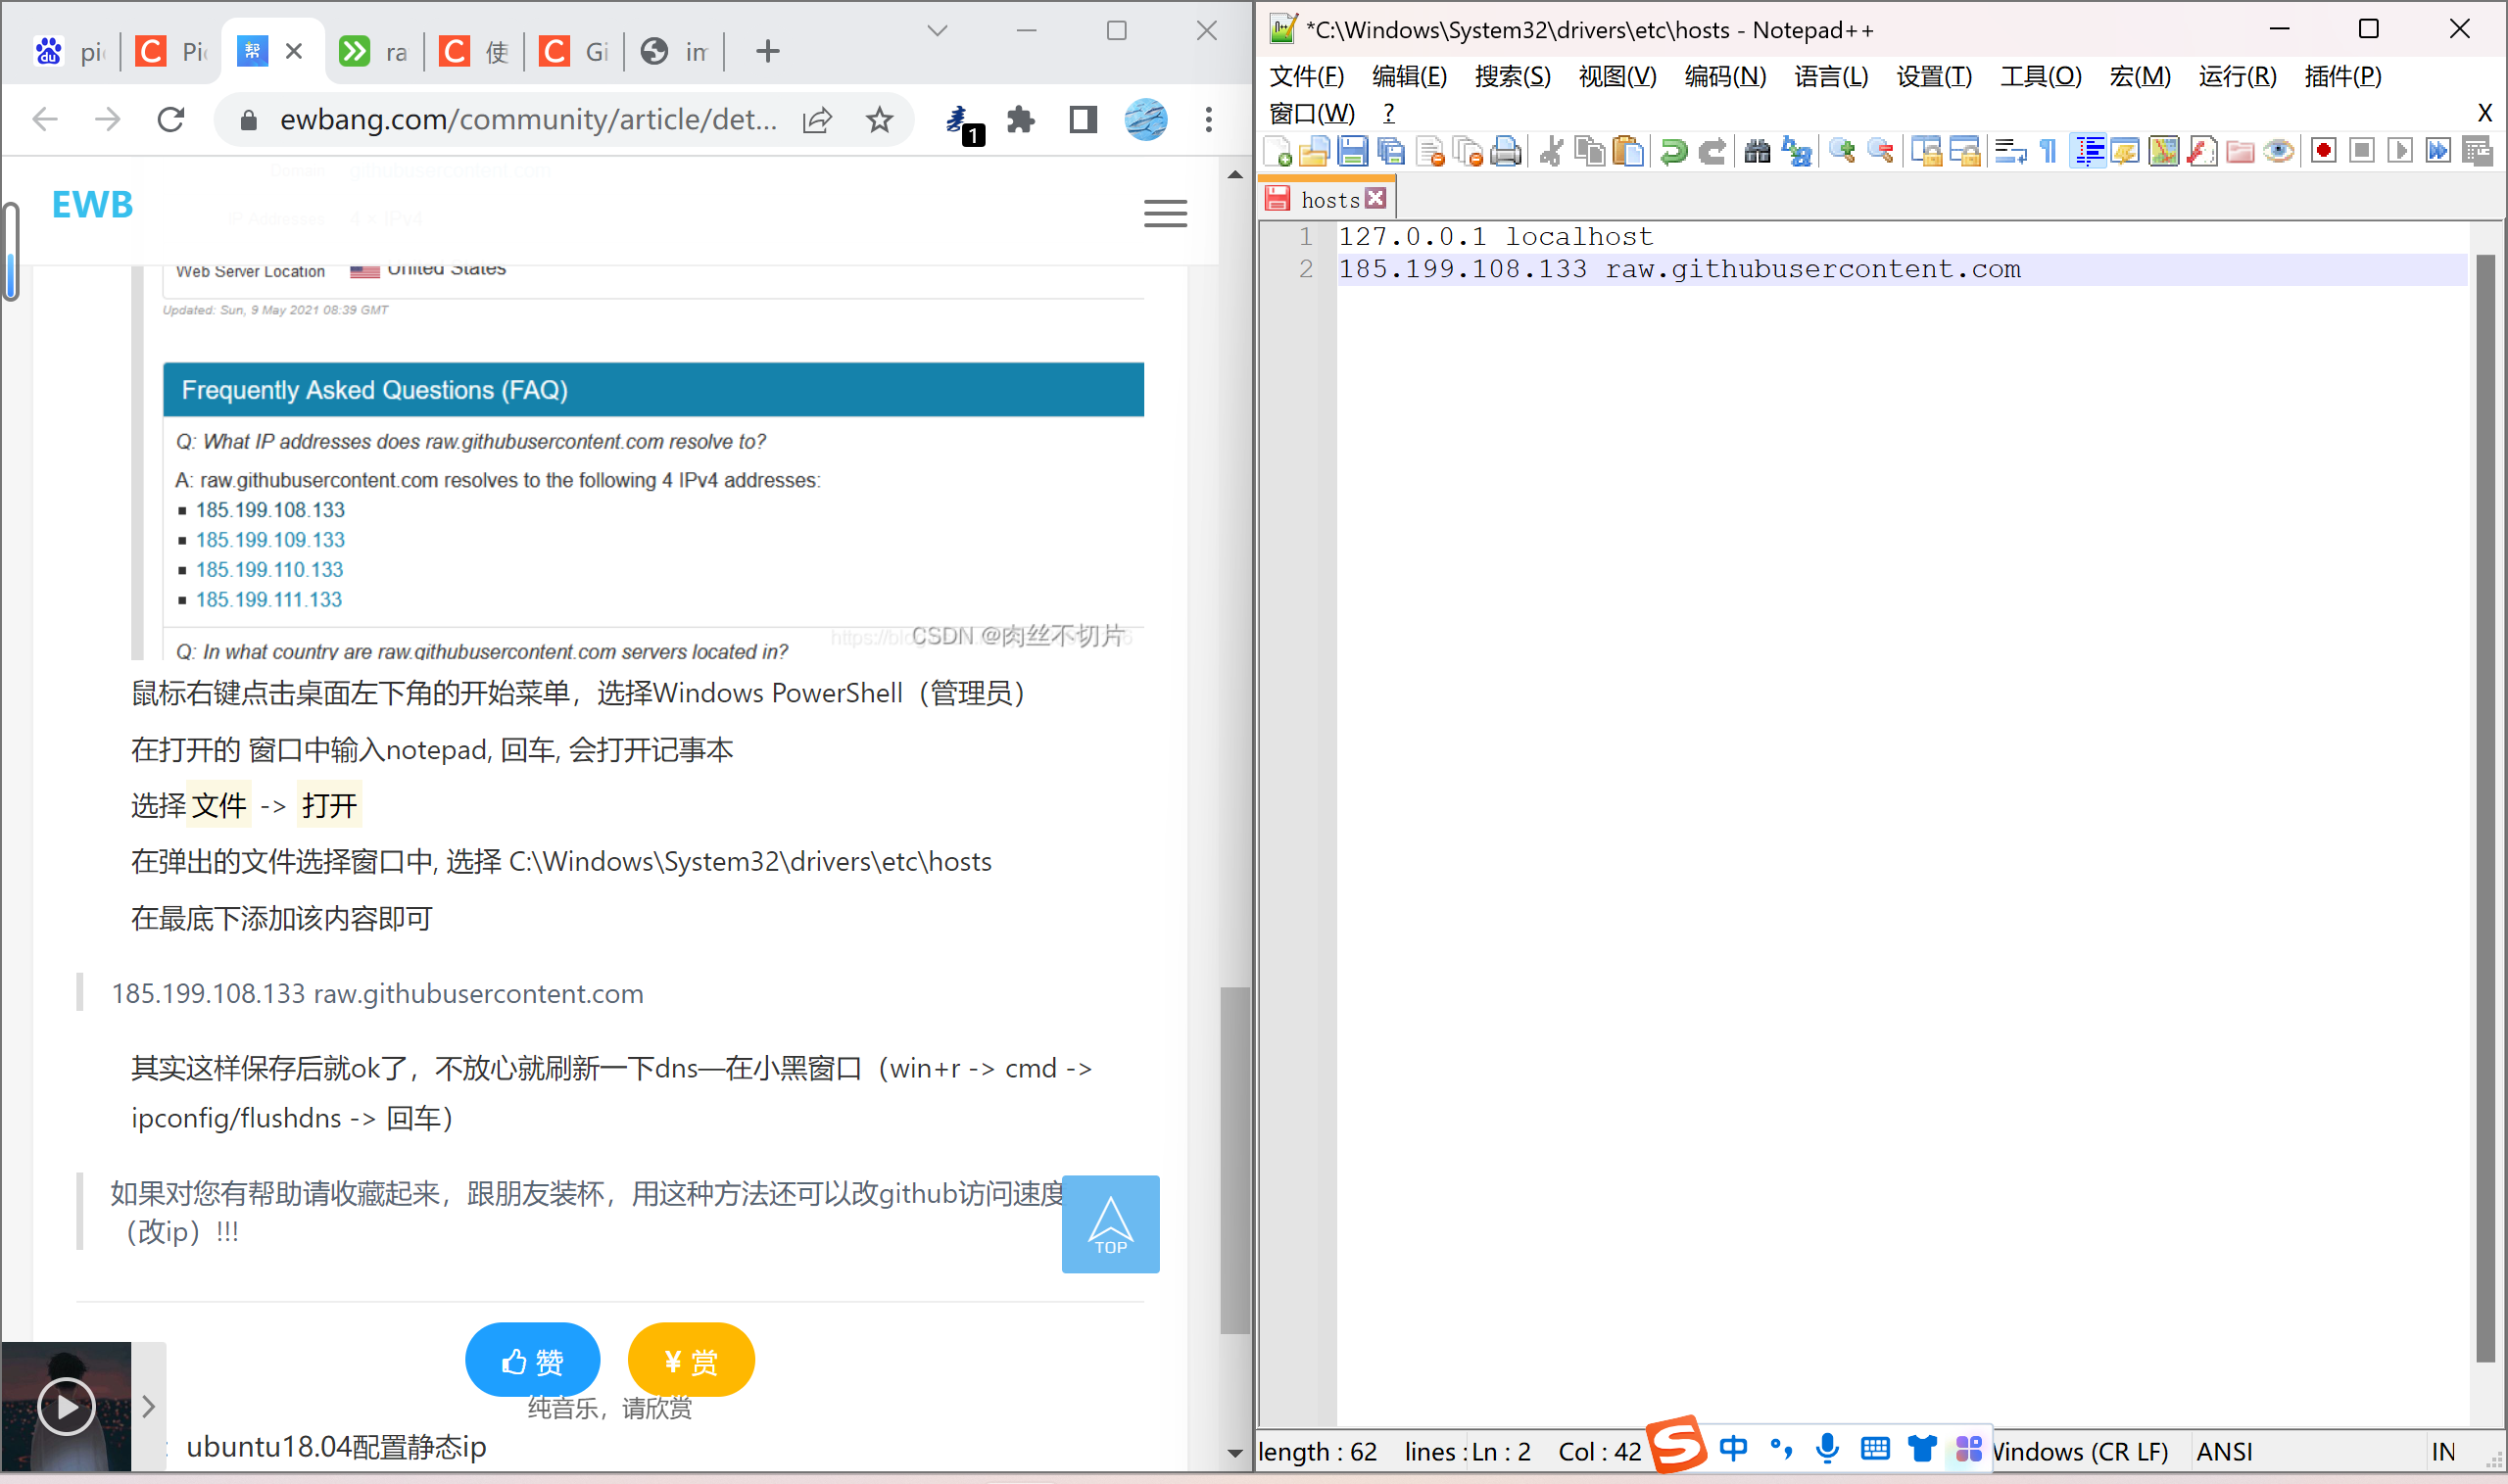 pi
Pi
帮
ra
使
Gi
im
ewbang.com/community/article/det...
1
EWB
Web Server Location United States
Updated: Sun, 9 May 2021 08:39 GMT
Frequently Asked Questions (FAQ)
Q: What IP addresses does raw.githubusercontent.com resolve to?
A: raw.githubusercontent.com resolves to the following 4 IPv4 addresses:
185.199.108.133
185.199.109.133
185.199.110.133
185.199.111.133
CSDN @肉丝不切片
Q: In what country are raw.githubusercontent.com servers located in?
鼠标右键点击桌面左下角的开始菜单，选择Windows PowerShell（管理员）
在打开的 窗口中输入notepad, 回车, 会打开记事本
选择 文件 -> 打开
在弹出的文件选择窗口中, 选择 C:\Windows\System32\drivers\etc\hosts
在最底下添加该内容即可
185.199.108.133 raw.githubusercontent.com
其实这样保存后就ok了，不放心就刷新一下dns—在小黑窗口（win+r -> cmd ->
ipconfig/flushdns -> 回车）
如果对您有帮助请收藏起来，跟朋友装杯，用这种方法还可以改github访问速度
（改ip）!!!
TOP
赞
¥ 赏
纯音乐，请欣赏
ubuntu18.04配置静态ip
*C:\Windows\System32\drivers\etc\hosts - Notepad++
文件(F) 编辑(E) 搜索(S) 视图(V) 编码(N) 语言(L) 设置(T) 工具(O) 宏(M) 运行(R) 插件(P)
窗口(W) ? X
hosts
1 127.0.0.1 localhost
2 185.199.108.133 raw.githubusercontent.com
length : 62 lines : Ln : 2 Col : 42 中 Windows (CR LF) ANSI IN